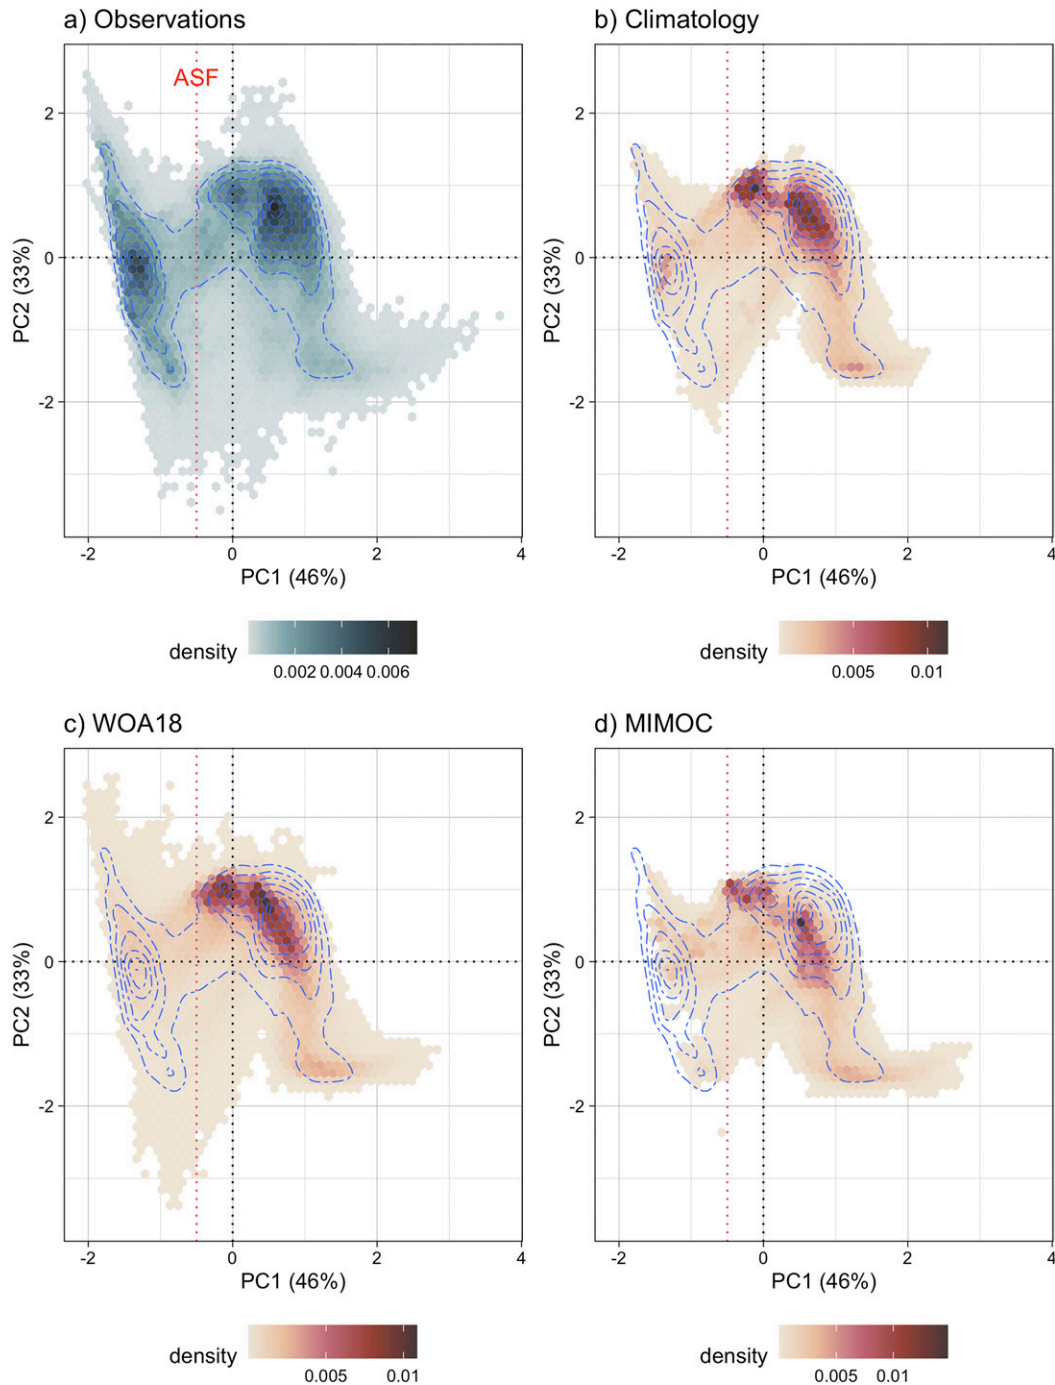 a) Observations
b) Climatology
ASF
2
0
-2
PC2 (33%)
-2
0
2
4
PC1 (46%)
2
0
-2
PC2 (33%)
-2
0
2
4
PC1 (46%)
density
0.002 0.004 0.006
density
0.005 0.01
c) WOA18
d) MIMOC
2
0
-2
PC2 (33%)
-2
0
2
4
PC1 (46%)
2
0
-2
PC2 (33%)
-2
0
2
4
PC1 (46%)
density
0.005 0.01
density
0.005 0.01